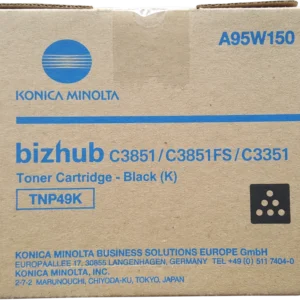 A95W150
KONICA MINOLTA
bizhub C3851/C3851FS/C3351
Toner Cartridge - Black (K)
TNP49K
KONICA MINOLTA BUSINESS SOLUTIONS EUROPE GmbH
EUROPAALLEE 17, 30855 LANGENHAGEN, GERMANY TEL.+49 (0) 511 7404
KONICA MINOLTA, INC.
2-7-2 MARUNOUCHI, CHIYODA-KU, TOKYO, JAPAN